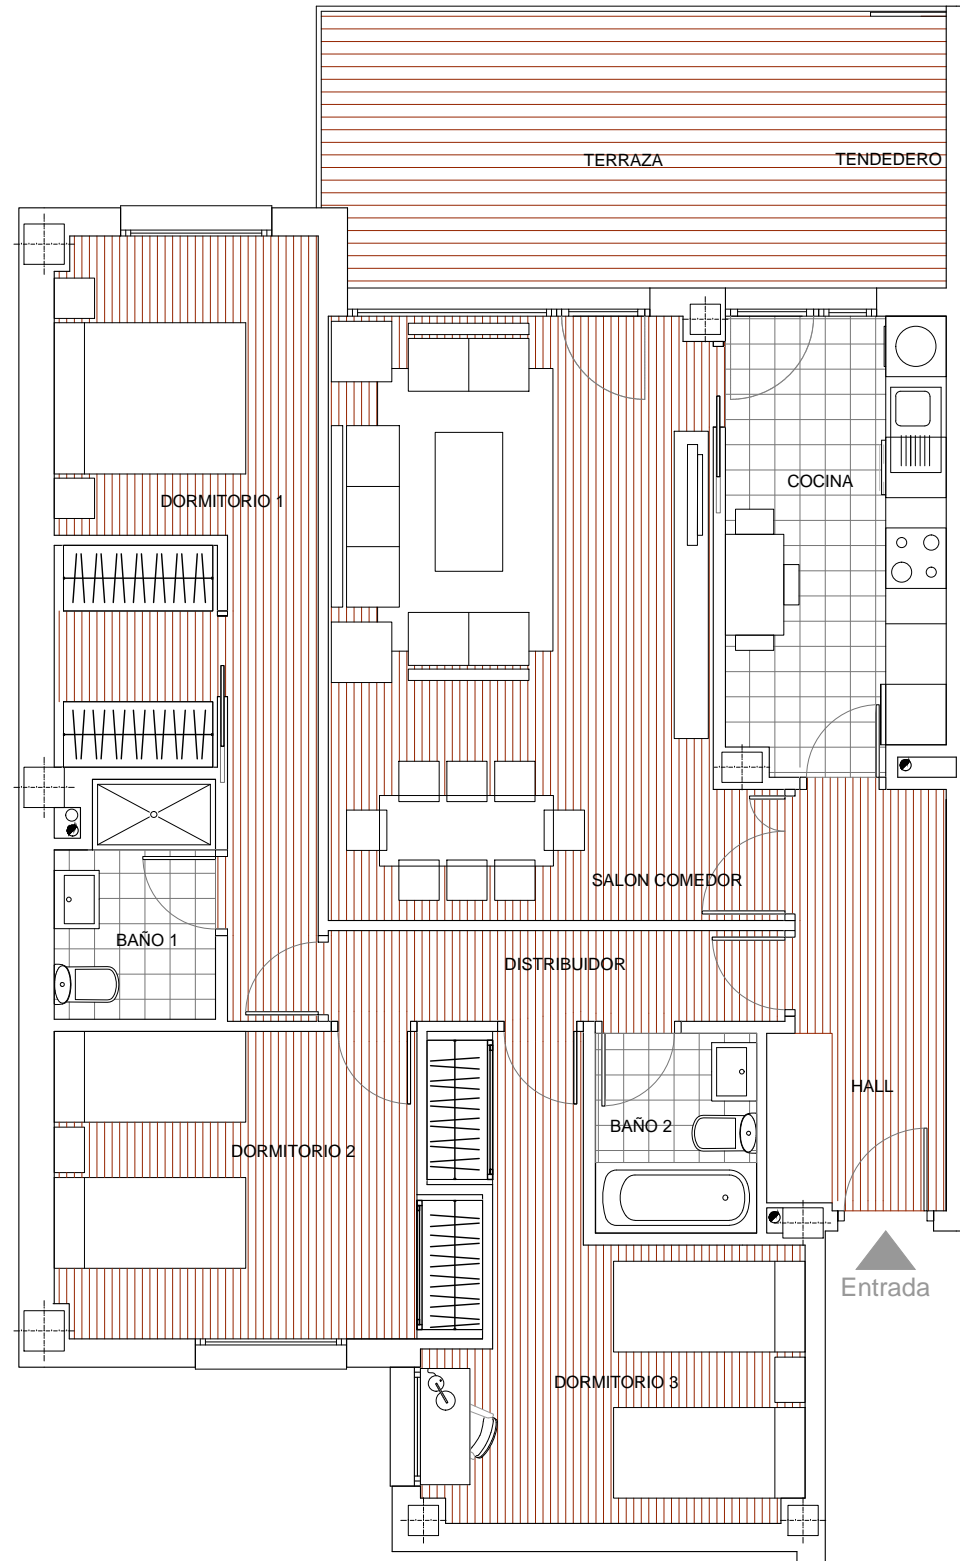 TERRAZA
TENDEDERO
COCINA
DORMITORIO 1
SALON COMEDOR
BAÑO 1
DISTRIBUIDOR
HALL
BAÑO 2
DORMITORIO 2
Entrada
DORMITORIO 3